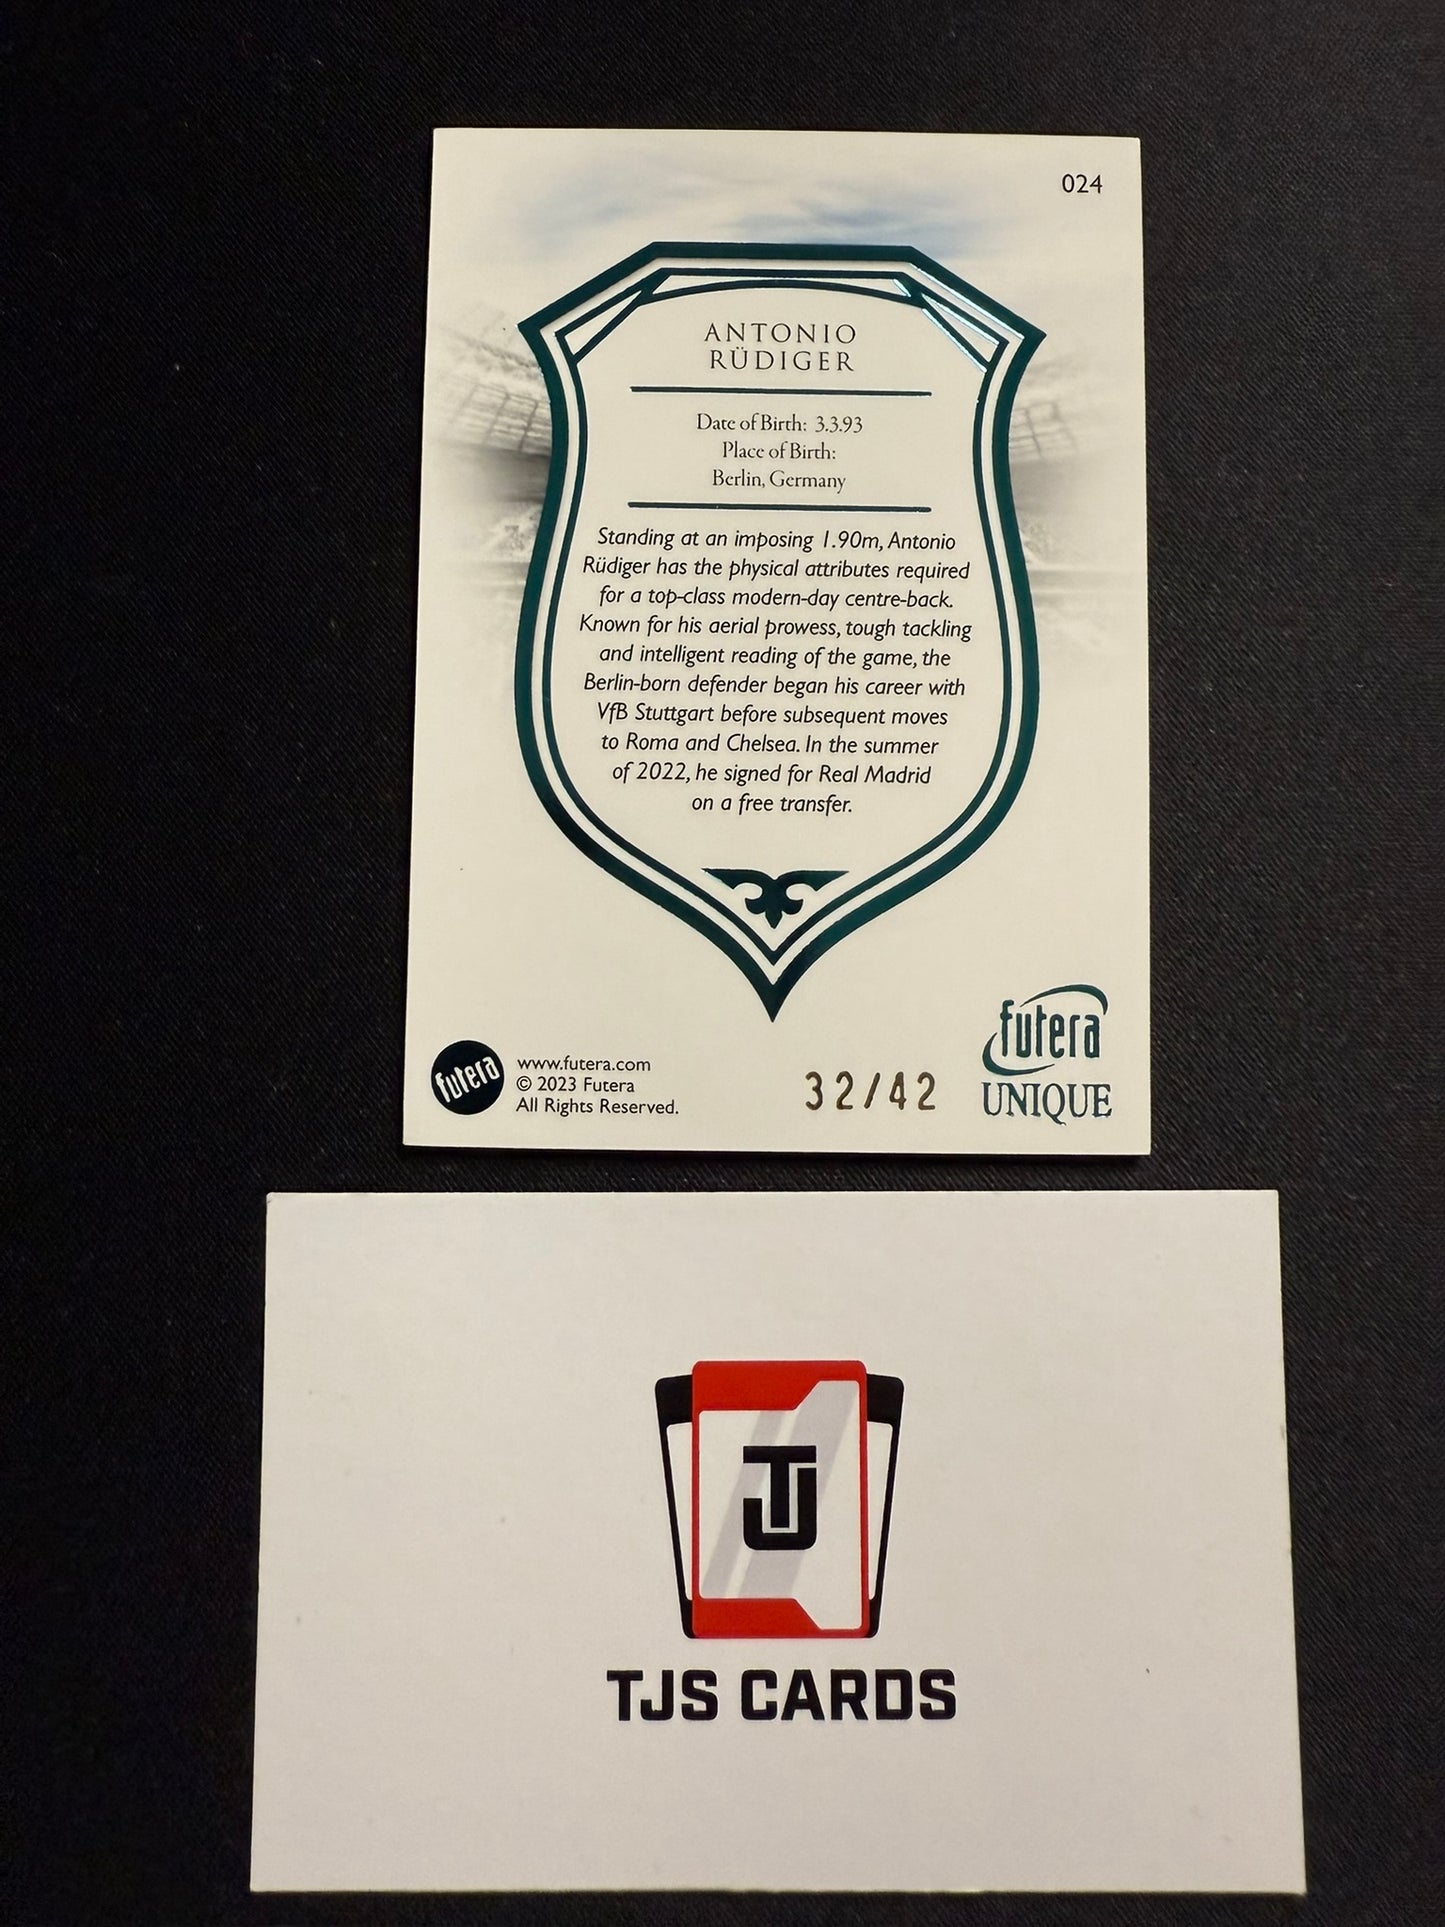 024
ANTONIO
RÜDIGER
Date of Birth: 3.3.93
Place of Birth:
Berlin, Germany
Standing at an imposing 1.90m, Antonio
Rüdiger has the physical attributes required
for a top-class modern-day centre-back.
Known for his aerial prowess, tough tackling
and intelligent reading of the game, the
Berlin-born defender began his career with
VfB Stuttgart before subsequent moves
to Roma and Chelsea. In the summer
of 2022, he signed for Real Madrid
on a free transfer.
futera
www.futera.com
© 2023 Futera
All Rights Reserved.
32/42
futera
UNIQUE
TJ
TJS CARDS